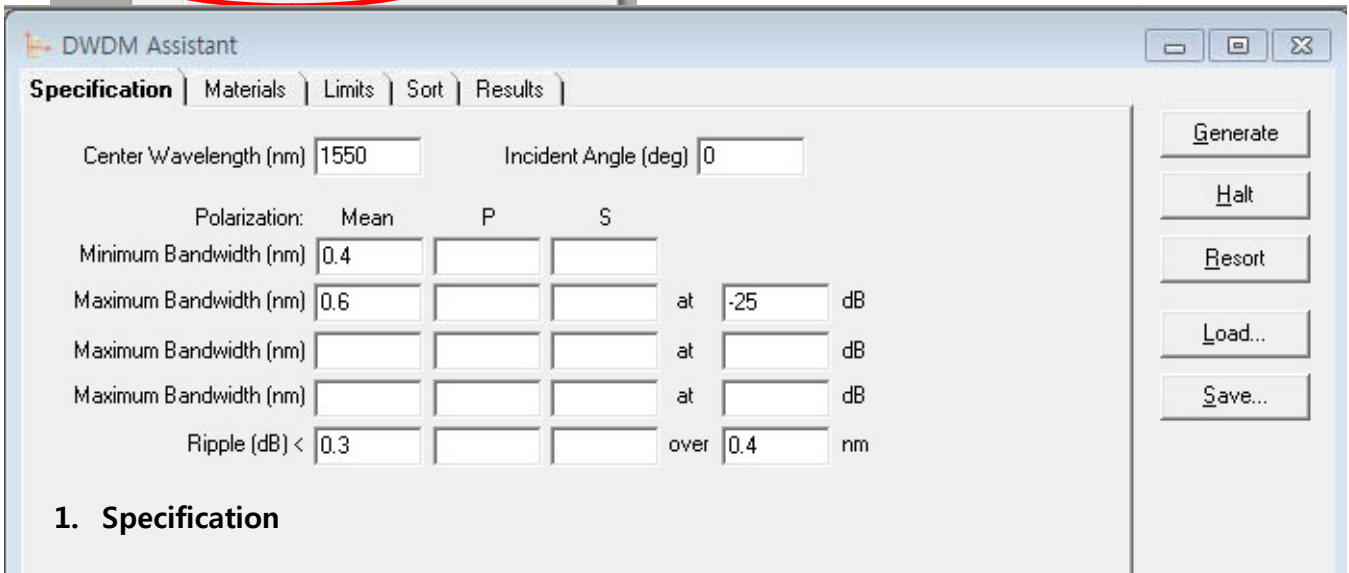 DWDM Assistant
Specification Materials Limits Sort Results
Center Wavelength (nm) 1550 Incident Angle (deg) 0
Generate
Halt
Polarization: Mean P S
Minimum Bandwidth (nm) 0.4
Resort
Maximum Bandwidth (nm) 0.6 at -25 dB
Maximum Bandwidth (nm) at dB
Load...
Maximum Bandwidth (nm) at dB
Save...
Ripple (dB) < 0.3 over 0.4 nm
1. Specification